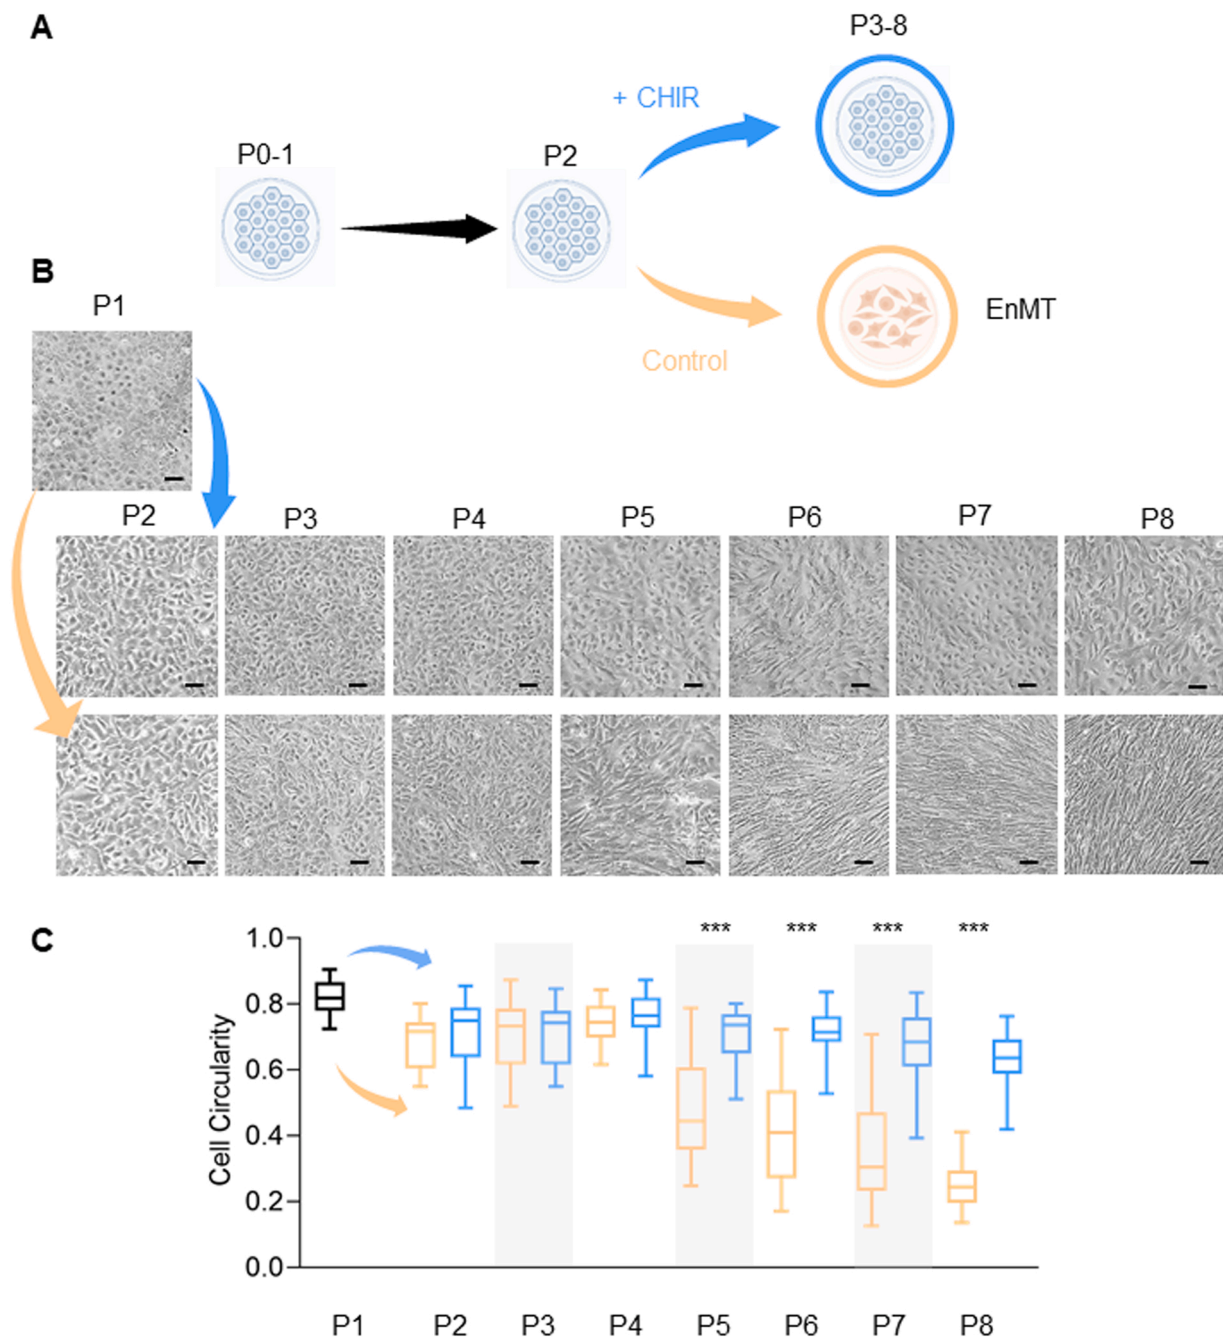 A
P3-8
+ CHIR
P0-1
P2
B
P1
EnMT
Control
P2 P3 P4 P5 P6 P7 P8
C
*** *** *** ***
1.0
0.8
0.6
0.4
0.2
0.0
Cell Circularity
P1 P2 P3 P4 P5 P6 P7 P8